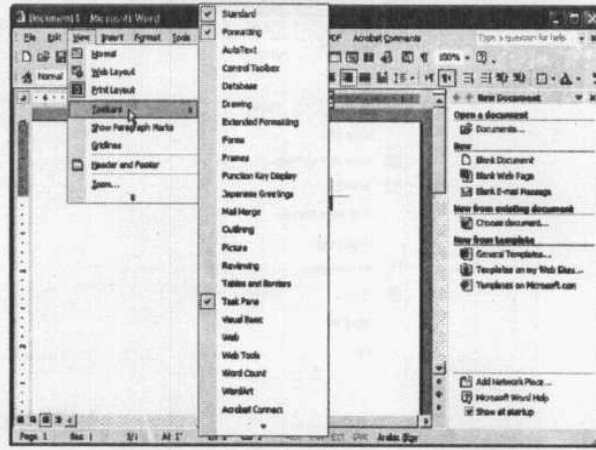 Document1 - Microsoft Word
File Edit View Insert Format Tools
PDF Acrobat Comments
Type a question for help
Normal
100%
Normal
Web Layout
Print Layout
Toolbars
Show Paragraph Marks
Gridlines
Header and Footer
Zoom...
Standard
Formatting
AutoText
Control Toolbox
Database
Drawing
Extended Formatting
Forms
Frames
Function Key Display
Japanese Greetings
Mail Merge
Outlining
Picture
Reviewing
Tables and Borders
Task Pane
Visual Basic
Web
Web Tools
Word Count
WordArt
Acrobat Connect
New Document
Open a document
Documents...
New
Blank Document
Blank Web Page
Blank E-mail Message
New from existing document
Choose document...
New from template
General Templates...
Templates on my Web Sites...
Templates on Microsoft.com
Add Network Place...
Microsoft Word Help
Show at startup
Page 1
1/1
At 1"